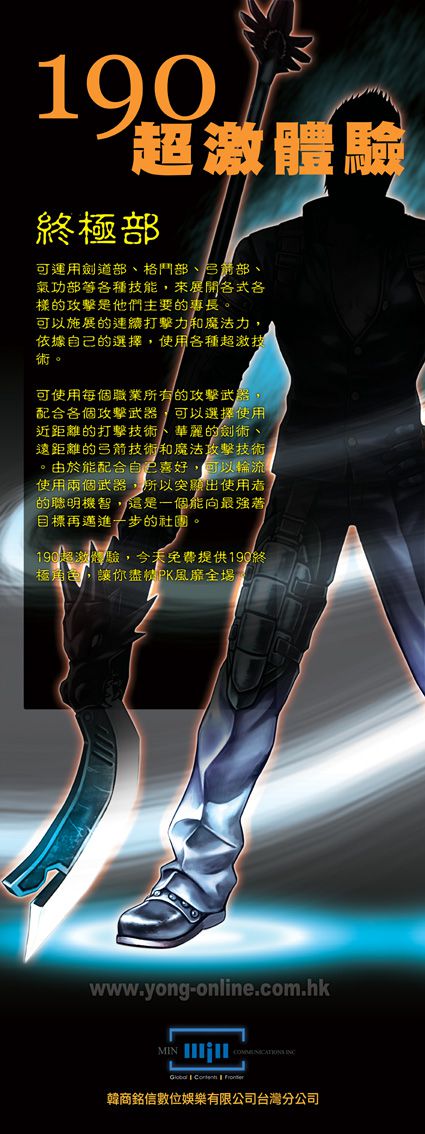 190
超激體驗
終極部
可運用劍道部、格鬥部、弓箭部、
氣功部等各種技能，來展開各式各
樣的攻擊是他們主要的專長。
可以施展的連續打擊力和魔法力，
依據自己的選擇，使用各種超激技
術。
可使用每個職業所有的攻擊武器，
配合各個攻擊武器，可以選擇使用
近距離的打擊技術、華麗的劍術、
遠距離的弓箭技術和魔法攻擊技術
。由於能配合自己喜好，可以輪流
使用兩個武器，所以突顯出使用者
的聰明機智，這是一個能向最強著
目標再邁進一步的社團。
190超激體驗，今天免費提供190終
極角色，讓你盡情PK風靡全場。
www.yong-online.com.hk
MIN Mill COMMUNICATIONS INC
Global | Contents | Frontier
韓商銘信數位娛樂有限公司台灣分公司